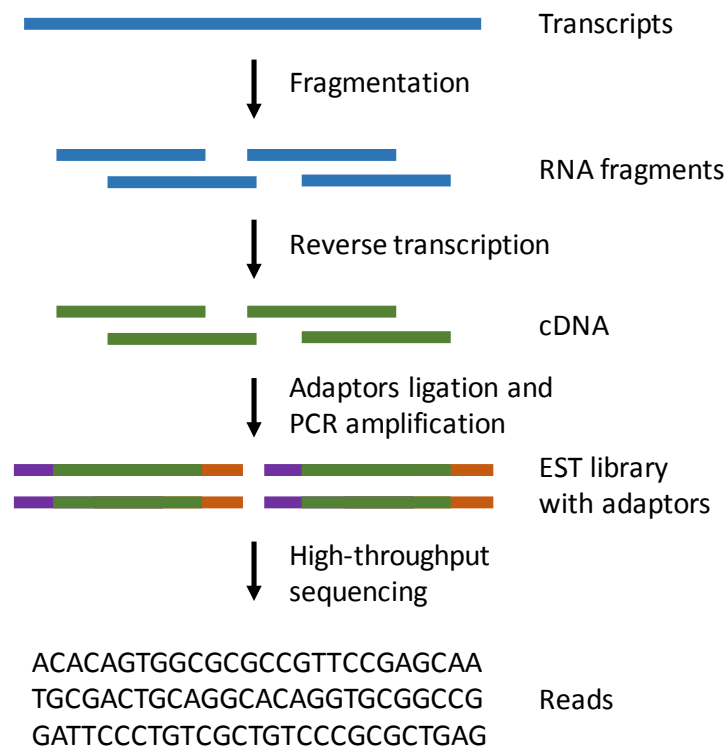 Transcripts
Fragmentation
RNA fragments
Reverse transcription
cDNA
Adaptors ligation and
PCR amplification
EST library
with adaptors
High-throughput
sequencing
ACACAGTGGCGCGCCGTTCCGAGCAA
TGCGACTGCAGGCACAGGTGCGGCCG
GATTCCCTGTCGCTGTCCCGCGCTGAG
Reads